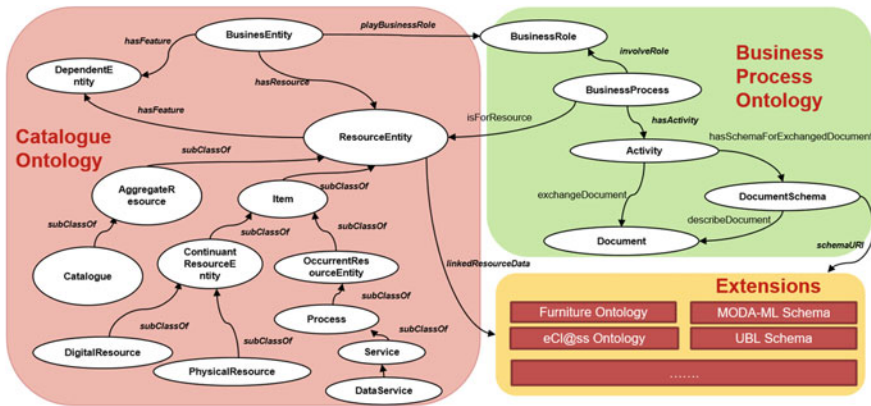 BusinesEntity
playBusinessRole
BusinessRole
hasFeature
involveRole
Business
Process
Ontology
DependentE
ntity
hasResource
BusinessProcess
hasFeature
isForResource
hasActivity
Catalogue
Ontology
ResourceEntity
hasSchemaForExchangedDocument
subClassOf
Activity
AggregateR
esource
Item
subClassOf
exchangeDocument
DocumentSchema
subClassOf
subClassOf
subClassOf
describeDocument
Catalogue
Continuant
ResourceE
ntity
OccurrentRes
ourceEntity
linkedResourceData
Document
schemaURI
subClassOf
Extensions
Process
Furniture Ontology
MODA-ML Schema
subClassOf
subClassOf
eCl@ss Ontology
UBL Schema
DigitalResource
subClassOf
Service
PhysicalResource
DataService
.......